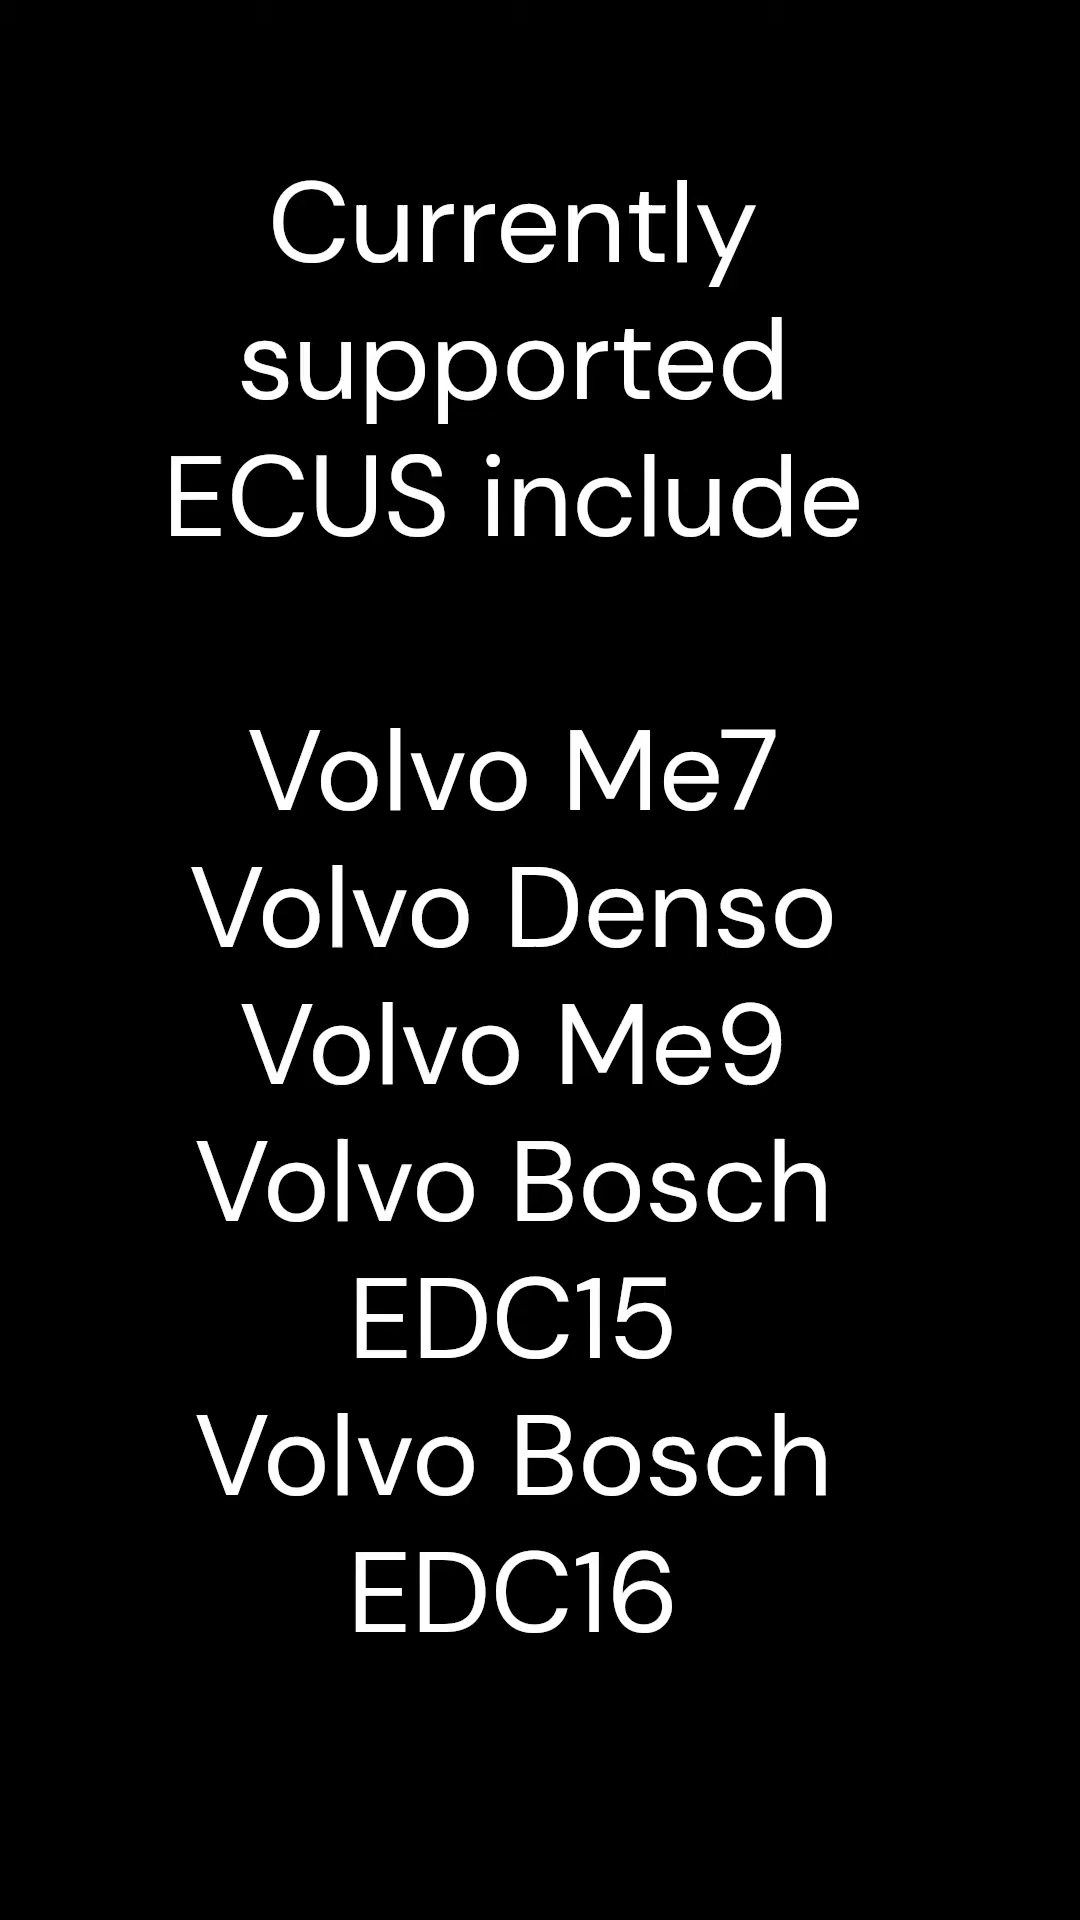 Currently
supported
ECUS include
Volvo Me7
Volvo Denso
Volvo Me9
Volvo Bosch
EDC15
Volvo Bosch
EDC16